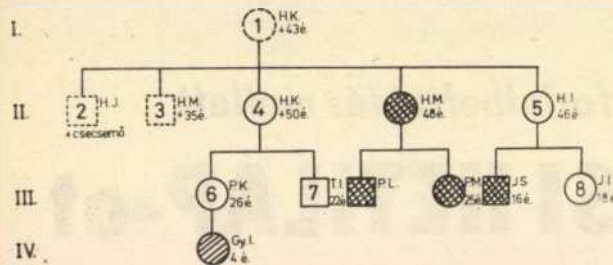 I.
1 H.K. +43é.
II.
2 H.J. +csecsemő
3 H.M. +35é.
4 H.K. +50é.
H.M. 48é.
5 H.I. 46é.
III.
6 P.K. 26é.
7 T.I. 22é.
P.L.
P.M. 25é.
J.S. 16é.
8 J.I. 18é.
IV.
Gy.I. 4é.